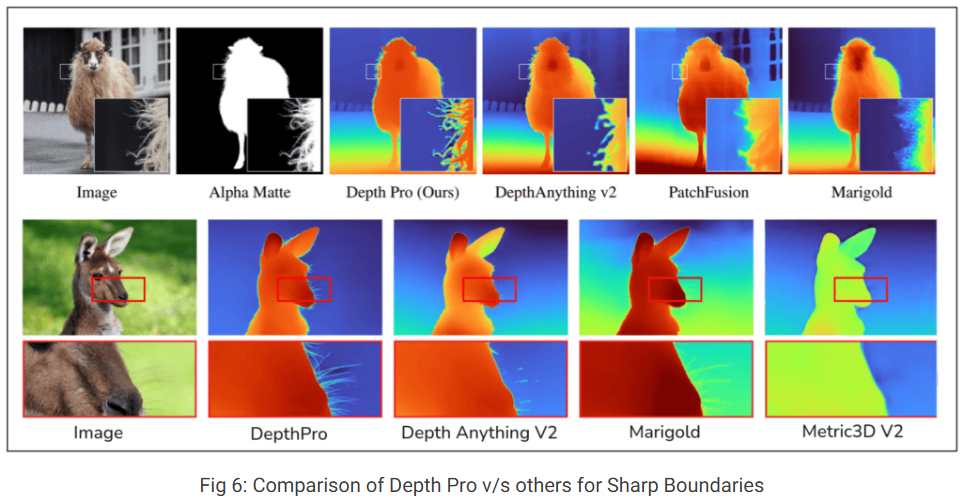 Image Alpha Matte Depth Pro (Ours) DepthAnything v2 PatchFusion Marigold
Image DepthPro Depth Anything V2 Marigold Metric3D V2
Fig 6: Comparison of Depth Pro v/s others for Sharp Boundaries